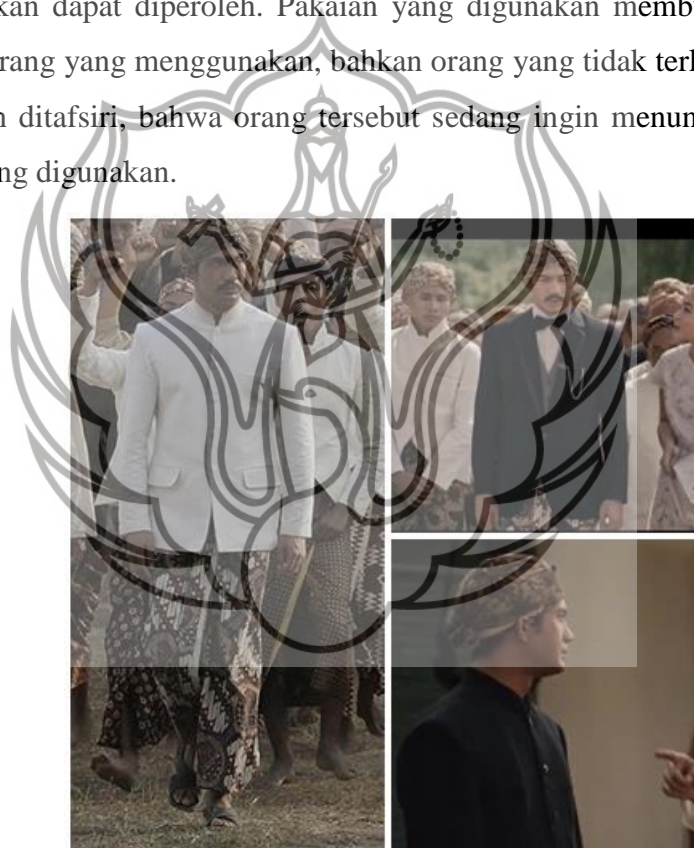 kan dapat diperoleh. Pakaian yang digunakan memb
rang yang menggunakan, bahkan orang yang tidak terl
ditafsiri, bahwa orang tersebut sedang ingin menun
ng digunakan.